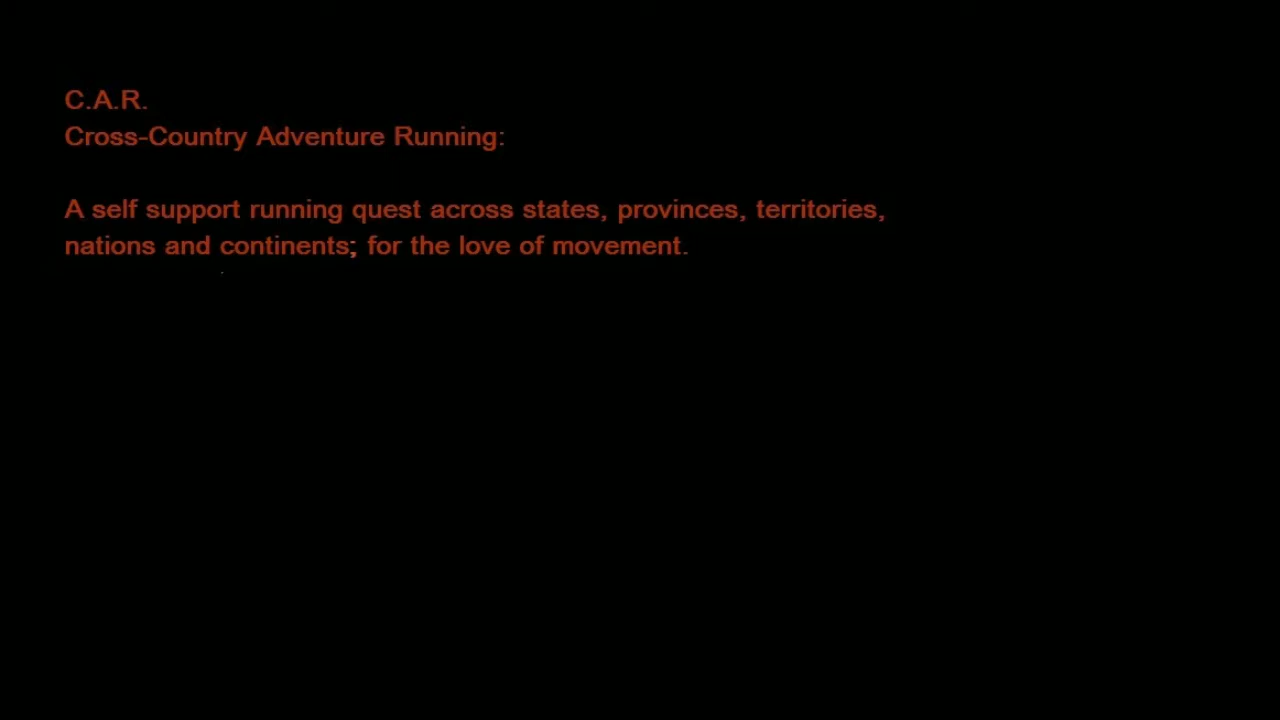 C.A.R.
Cross-Country Adventure Running:
A self support running quest across states, provinces, territories,
nations and continents; for the love of movement.